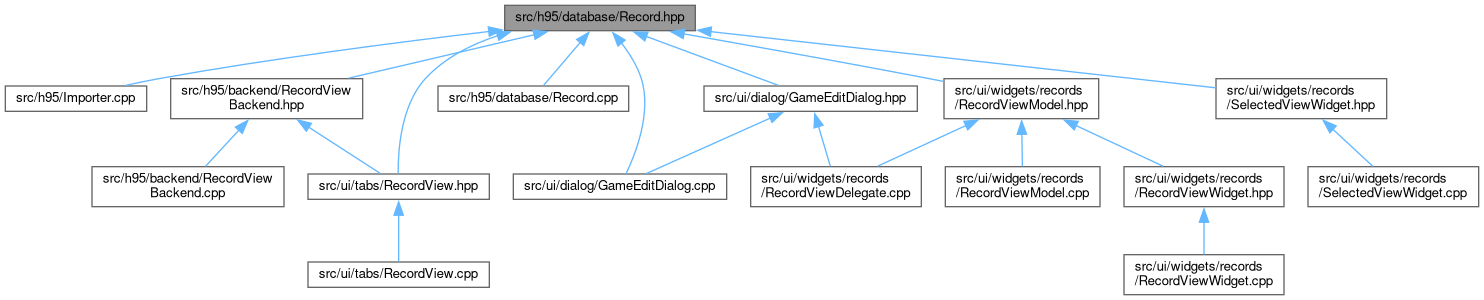 src/h95/database/Record.hpp
src/h95/Importer.cpp
src/h95/backend/RecordView
Backend.hpp
src/h95/database/Record.cpp
src/ui/dialog/GameEditDialog.hpp
src/ui/widgets/records
/RecordViewModel.hpp
src/ui/widgets/records
/SelectedViewWidget.hpp
src/h95/backend/RecordView
Backend.cpp
src/ui/tabs/RecordView.hpp
src/ui/dialog/GameEditDialog.cpp
src/ui/widgets/records
/RecordViewDelegate.cpp
src/ui/widgets/records
/RecordViewModel.cpp
src/ui/widgets/records
/RecordViewWidget.hpp
src/ui/widgets/records
/SelectedViewWidget.cpp
src/ui/tabs/RecordView.cpp
src/ui/widgets/records
/RecordViewWidget.cpp